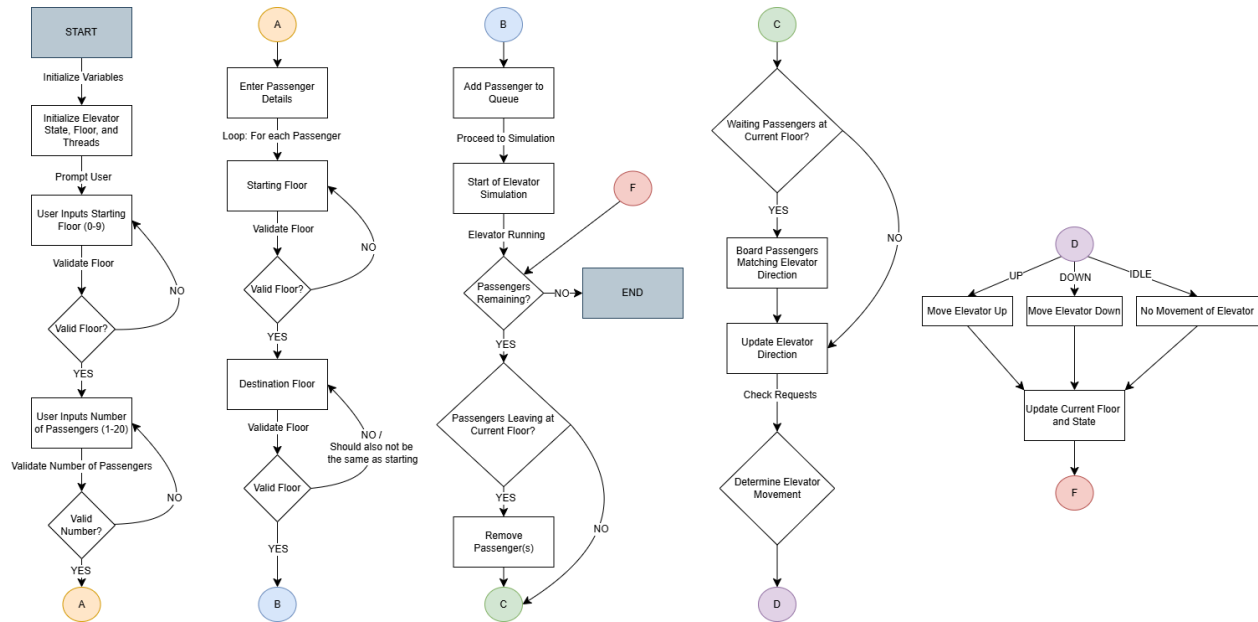 START
Initialize Variables
Initialize Elevator
State, Floor, and
Threads
Prompt User
User Inputs Starting
Floor (0-9)
Validate Floor
NO
Valid Floor?
YES
User Inputs Number
of Passengers (1-20)
Validate Number of Passengers
NO
Valid
Number?
YES
A
A
Enter Passenger
Details
Loop: For each Passenger
Starting Floor
Validate Floor
NO
Valid Floor?
YES
Destination Floor
Validate Floor
NO /
Should also not be
the same as starting
Valid Floor
YES
B
B
Add Passenger to
Queue
Proceed to Simulation
Start of Elevator
Simulation
F
Elevator Running
Passengers
Remaining?
NO
END
YES
Passengers Leaving at
Current Floor?
YES
NO
Remove
Passenger(s)
C
C
Waiting Passengers at
Current Floor?
YES
NO
Board Passengers
Matching Elevator
Direction
Update Elevator
Direction
Check Requests
Determine Elevator
Movement
D
D
UP
DOWN
IDLE
Move Elevator Up
Move Elevator Down
No Movement of Elevator
Update Current Floor
and State
F